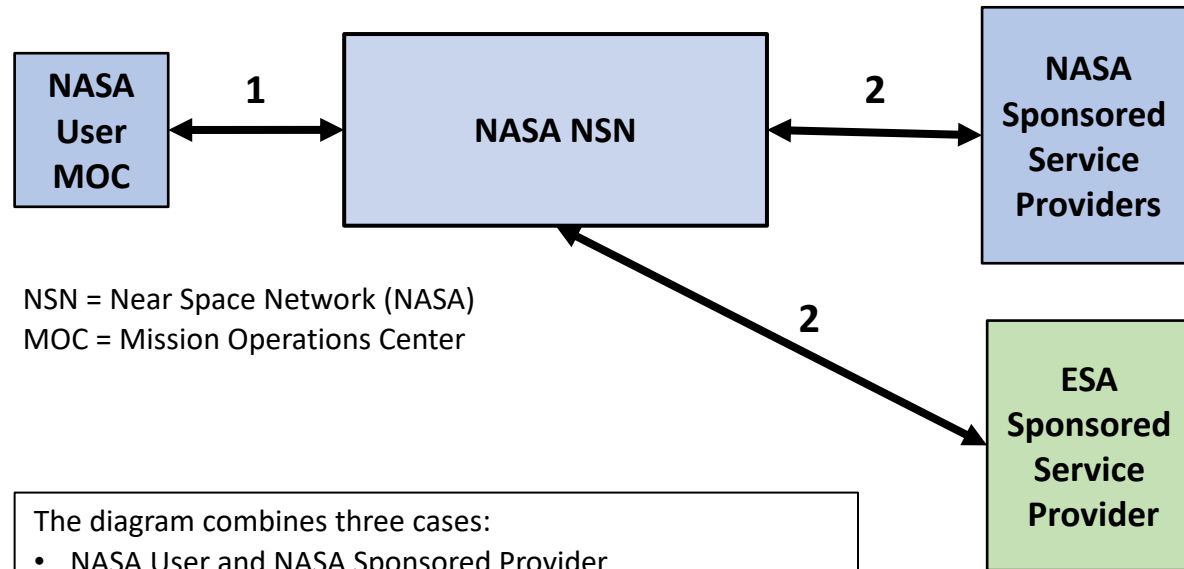 NASA
User
MOC
1
NASA NSN
2
NASA
Sponsored
Service
Providers
NSN = Near Space Network (NASA)
MOC = Mission Operations Center
2
ESA
Sponsored
Service
Provider
The diagram combines three cases:
• NASA User and NASA Sponsored Provider